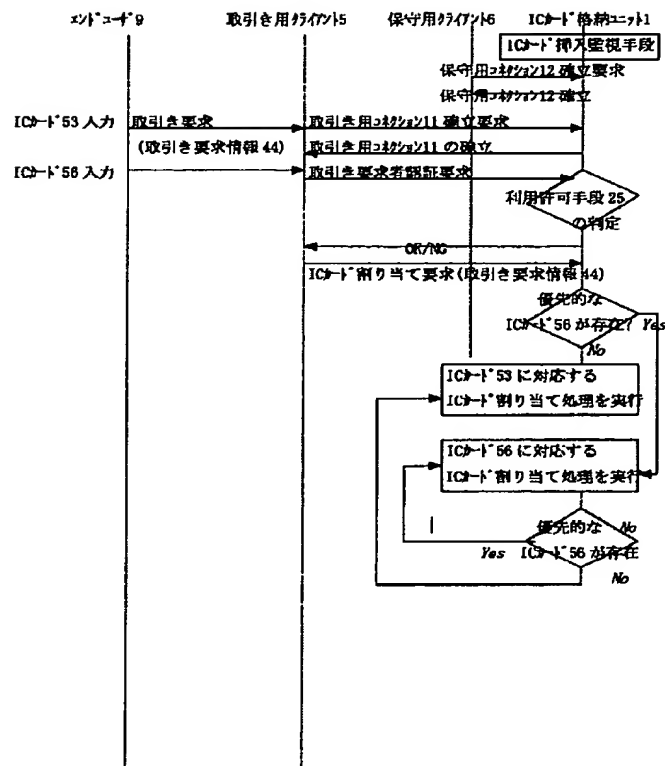 エンドユーザ9
取引き用クライアント5
保守用クライアント6
ICカード格納ユニット1
ICカード挿入監視手段
保守用コネクション12確立要求
保守用コネクション12確立
ICカード53入力
取引き要求
取引き用コネクション11確立要求
(取引き要求情報44)
取引き用コネクション11の確立
ICカード56入力
取引き要求者認証要求
利用許可手段25
の判定
OK/NG
ICカード割り当て要求(取引き要求情報44)
優先的な
ICカード56が存在?
Yes
No
ICカード53に対応する
ICカード割り当て処理を実行
ICカード56に対応する
ICカード割り当て処理を実行
優先的な
No
Yes
ICカード56が存在
No